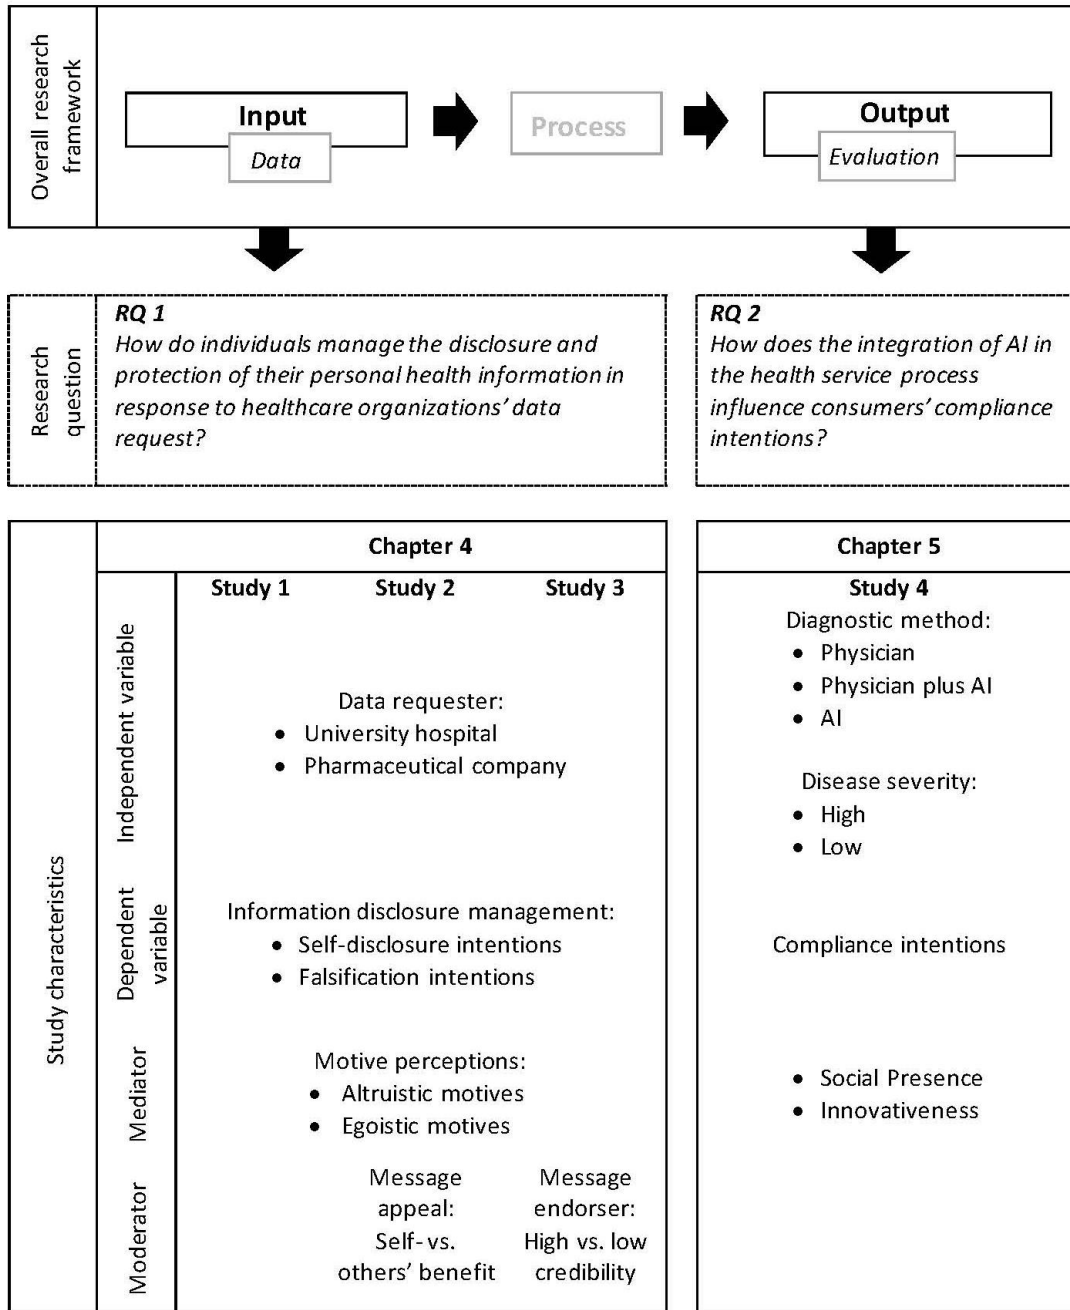 Overall research
framework
Input
Data
Process
Output
Evaluation
Research
question
RQ 1
How do individuals manage the disclosure and
protection of their personal health information in
response to healthcare organizations’ data
request?
RQ 2
How does the integration of AI in
the health service process
influence consumers’ compliance
intentions?
Study characteristics
Chapter 4
Study 1
Study 2
Study 3
Independent variable
Data requester:
• University hospital
• Pharmaceutical company
Dependent
variable
Information disclosure management:
• Self-disclosure intentions
• Falsification intentions
Mediator
Motive perceptions:
• Altruistic motives
• Egoistic motives
Moderator
Message
appeal:
Self- vs.
others’ benefit
Message
endorser:
High vs. low
credibility
Chapter 5
Study 4
Diagnostic method:
• Physician
• Physician plus AI
• AI
Disease severity:
• High
• Low
Compliance intentions
• Social Presence
• Innovativeness